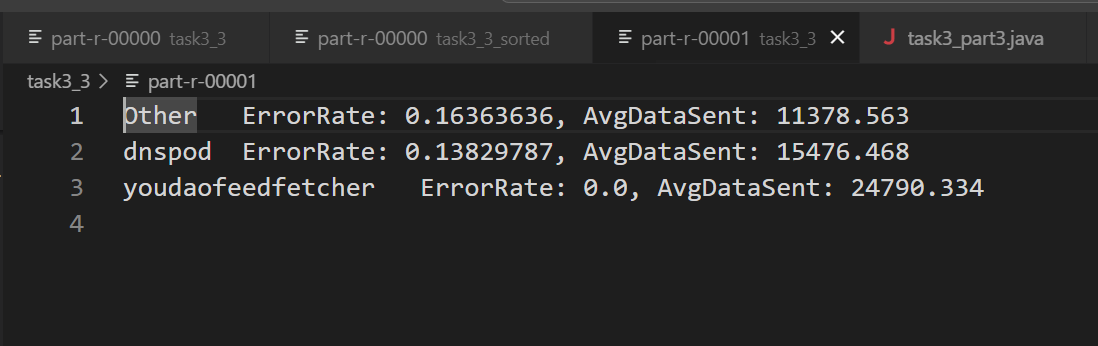 part-r-00000 task3_3 part-r-00000 task3_3_sorted part-r-00001 task3_3 J task3_part3.java
task3_3 > part-r-00001
1 Other ErrorRate: 0.16363636, AvgDataSent: 11378.563
2 dnspod ErrorRate: 0.13829787, AvgDataSent: 15476.468
3 youdaofeedfetcher ErrorRate: 0.0, AvgDataSent: 24790.334
4